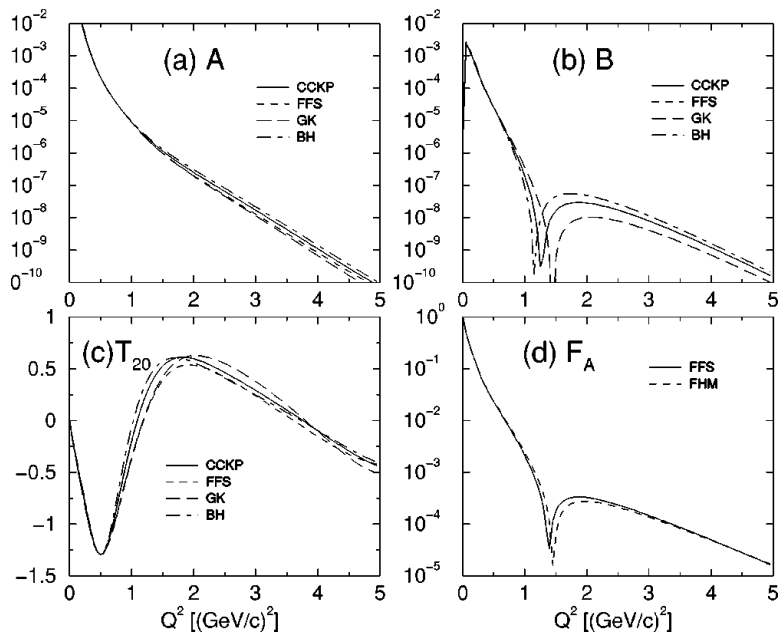 (a) A
CCKP
FFS
GK
BH
10^-2
10^-3
10^-4
10^-5
10^-6
10^-7
10^-8
10^-9
10^-10
0 1 2 3 4 5
(b) B
CCKP
FFS
GK
BH
10^-2
10^-3
10^-4
10^-5
10^-6
10^-7
10^-8
10^-9
10^-10
0 1 2 3 4 5
(c) T_20
CCKP
FFS
GK
BH
1
0.5
0
−0.5
−1
−1.5
0 1 2 3 4 5
Q^2 [(GeV/c)^2]
(d) F_A
FFS
FHM
10^0
10^-1
10^-2
10^-3
10^-4
10^-5
0 1 2 3 4 5
Q^2 [(GeV/c)^2]